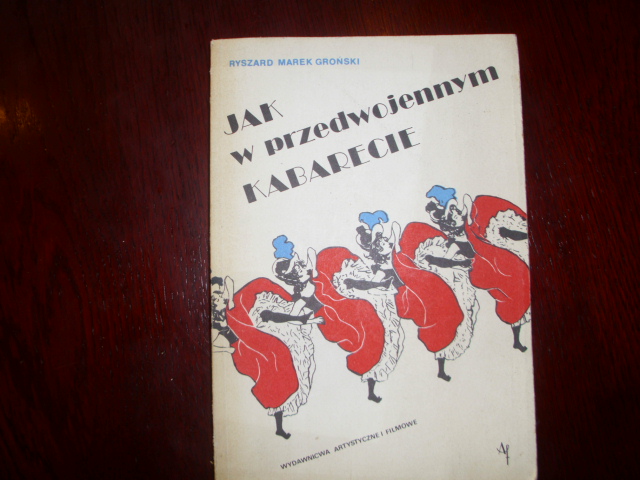 RYSZARD MAREK GROŃSKI
JAK
w przedwojennym
KABARECIE
WYDAWNICTWA ARTYSTYCZNE I FILMOWE